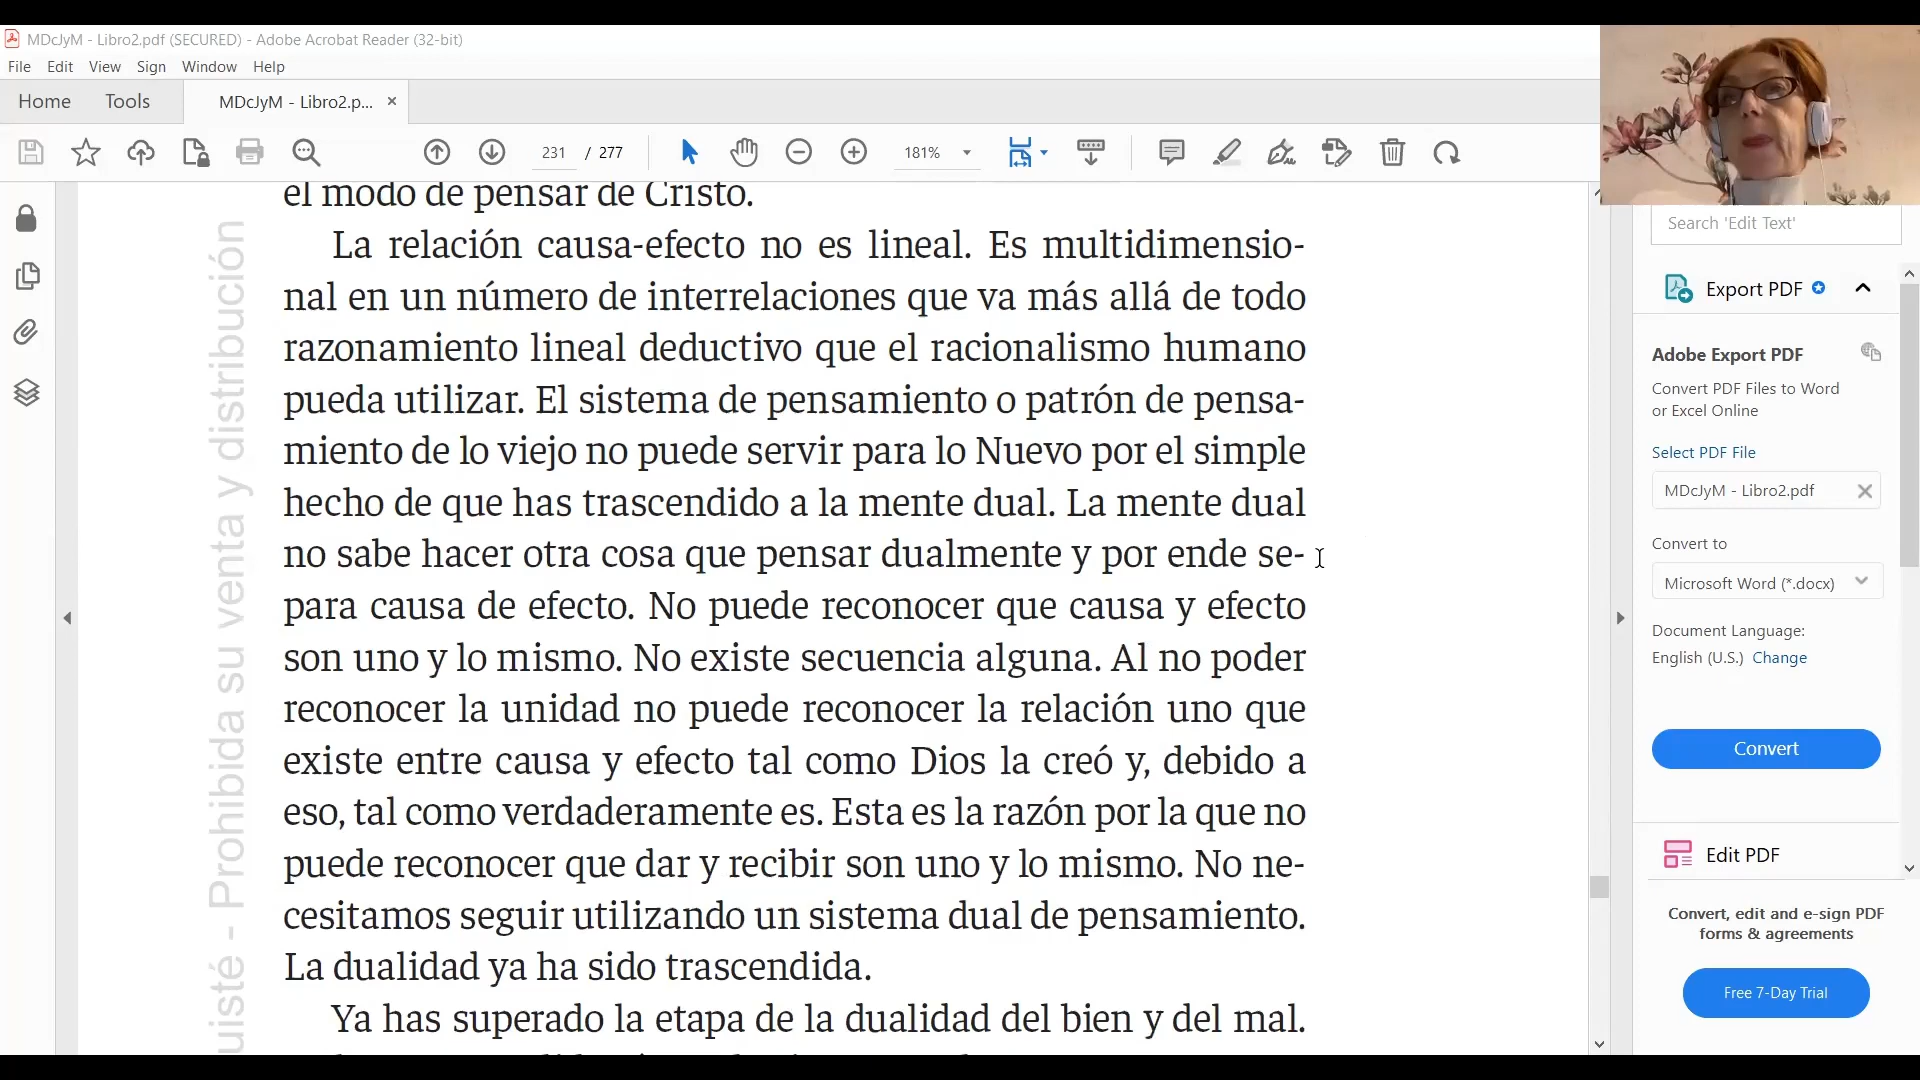 MDcJyM - Libro2.pdf (SECURED) - Adobe Acrobat Reader (32-bit)
File Edit View Sign Window Help
Home Tools MDcJyM - Libro2.p... ×
231 / 277 181%
el modo de pensar de Cristo.
La relación causa-efecto no es lineal. Es multidimensio-
nal en un número de interrelaciones que va más allá de todo
razonamiento lineal deductivo que el racionalismo humano
pueda utilizar. El sistema de pensamiento o patrón de pensa-
miento de lo viejo no puede servir para lo Nuevo por el simple
hecho de que has trascendido a la mente dual. La mente dual
no sabe hacer otra cosa que pensar dualmente y por ende se-
para causa de efecto. No puede reconocer que causa y efecto
son uno y lo mismo. No existe secuencia alguna. Al no poder
reconocer la unidad no puede reconocer la relación uno que
existe entre causa y efecto tal como Dios la creó y, debido a
eso, tal como verdaderamente es. Esta es la razón por la que no
puede reconocer que dar y recibir son uno y lo mismo. No ne-
cesitamos seguir utilizando un sistema dual de pensamiento.
La dualidad ya ha sido trascendida.
Ya has superado la etapa de la dualidad del bien y del mal.
uisté - Prohibida su venta y distribución
Search 'Edit Text'
Export PDF
Adobe Export PDF
Convert PDF Files to Word
or Excel Online
Select PDF File
MDcJyM - Libro2.pdf
Convert to
Microsoft Word (*.docx)
Document Language:
English (U.S.) Change
Convert
Edit PDF
Convert, edit and e-sign PDF
forms & agreements
Free 7-Day Trial